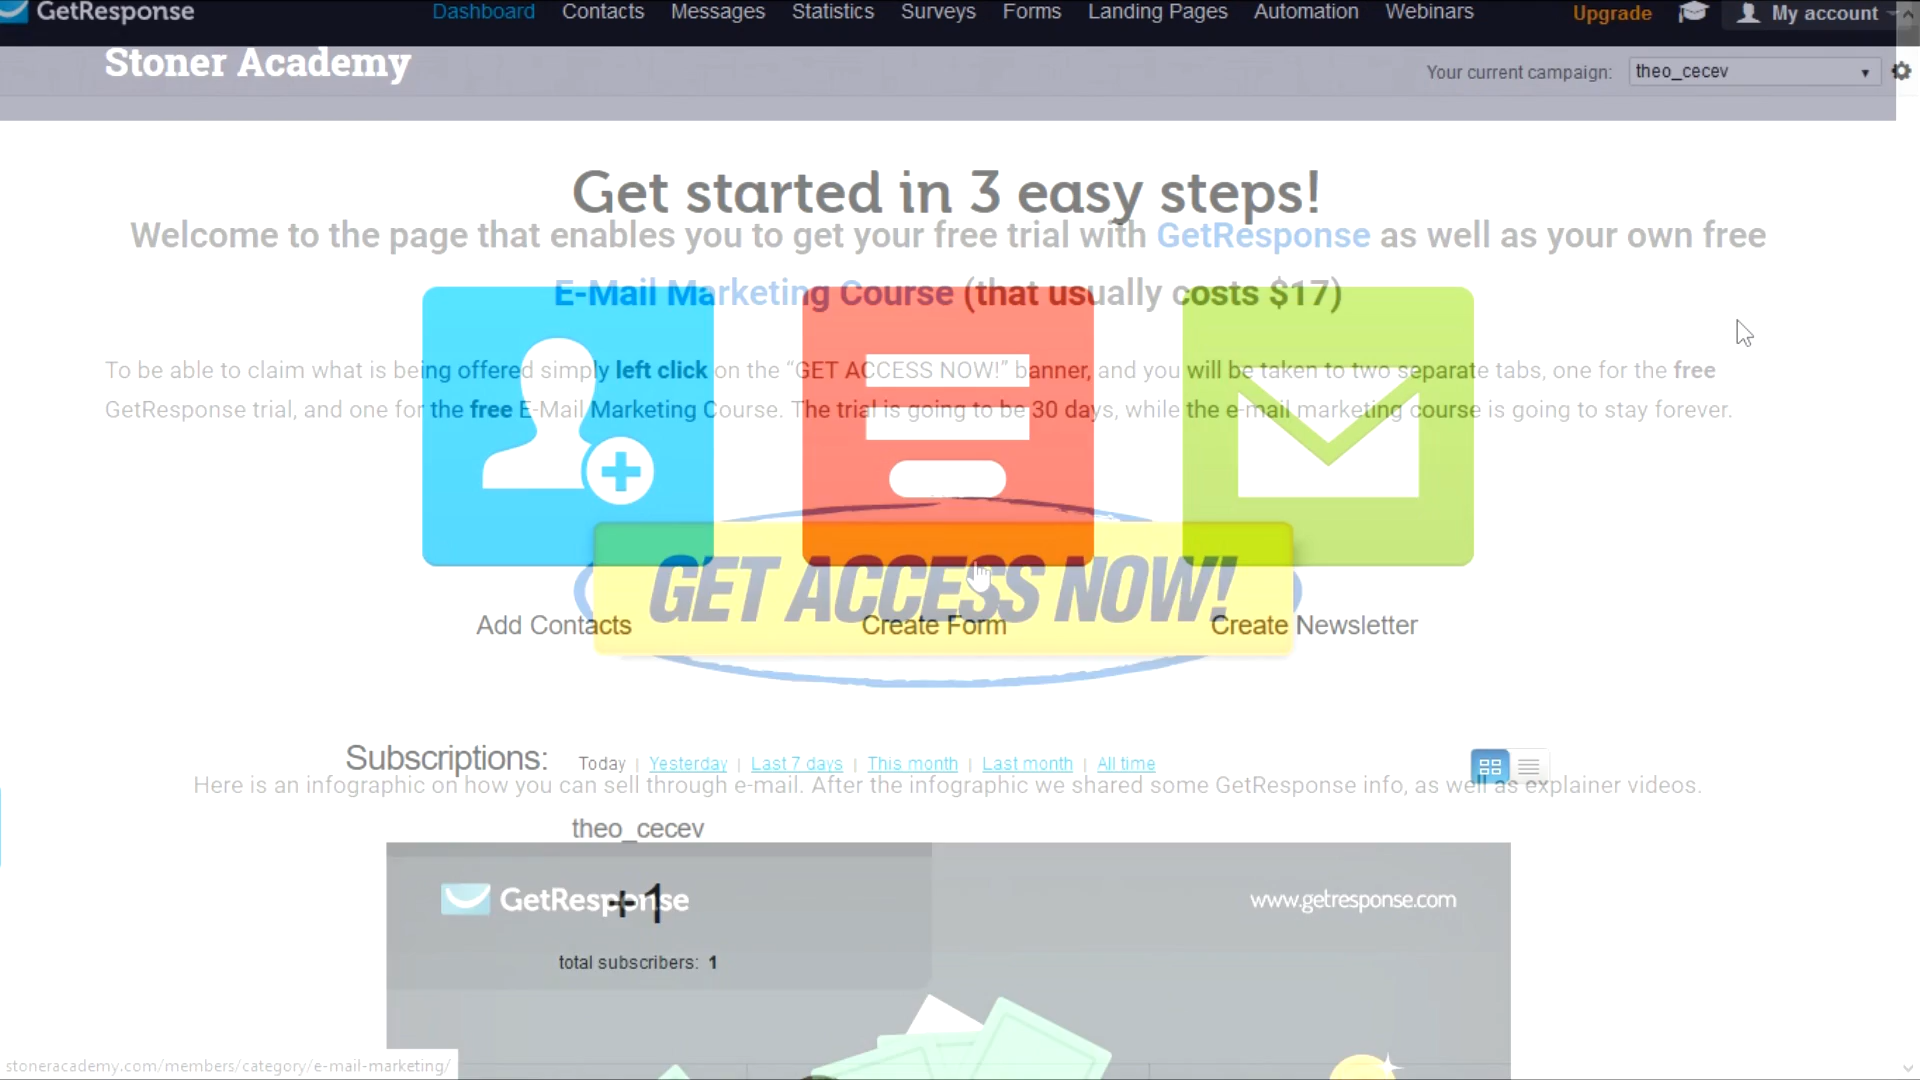 GetResponse
Dashboard Contacts Messages Statistics Surveys Forms Landing Pages Automation Webinars
Upgrade My account
Stoner Academy
Your current campaign: theo_cecev
Get started in 3 easy steps!
Welcome to the page that enables you to get your free trial with GetResponse as well as your own free
E-Mail Marketing Course (that usually costs $17)
To be able to claim what is being offered simply left click on the “GET ACCESS NOW!” banner, and you will be taken to two separate tabs, one for the free
GetResponse trial, and one for the free E-Mail Marketing Course. The trial is going to be 30 days, while the e-mail marketing course is going to stay forever.
GET ACCESS NOW!
Add Contacts Create Form Create Newsletter
Subscriptions: Today | Yesterday | Last 7 days | This month | Last month | All time
Here is an infographic on how you can sell through e-mail. After the infographic we shared some GetResponse info, as well as explainer videos.
theo_cecev
GetResponse www.getresponse.com
+1
total subscribers: 1
stoneracademy.com/members/category/e-mail-marketing/